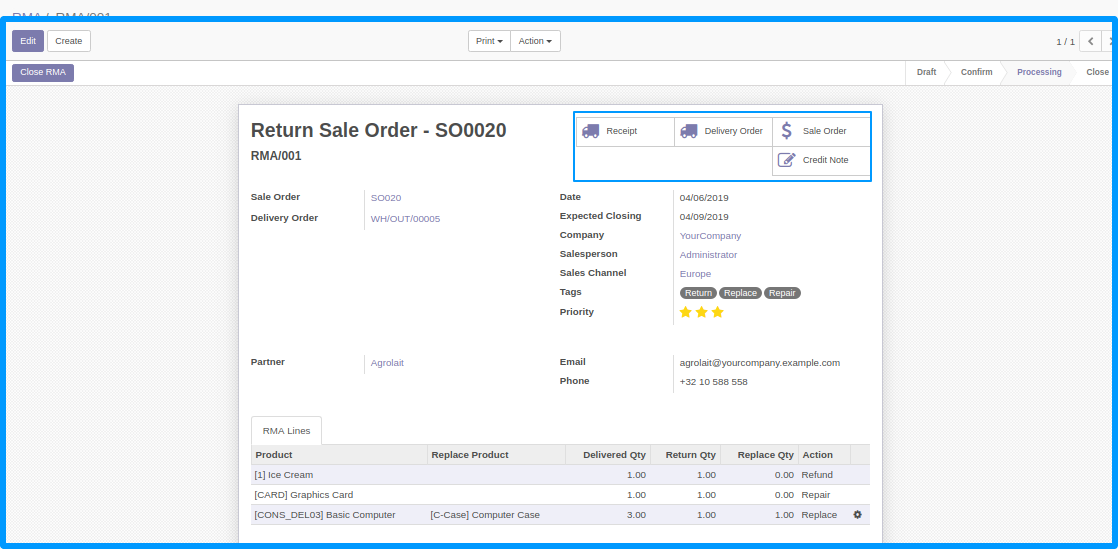 RMA / RMA/001
Edit Create Print Action 1 / 1
Close RMA Draft Confirm Processing Close
Return Sale Order - SO0020
RMA/001
Receipt Delivery Order Sale Order
Credit Note
Sale Order SO020
Delivery Order WH/OUT/00005
Date 04/06/2019
Expected Closing 04/09/2019
Company YourCompany
Salesperson Administrator
Sales Channel Europe
Tags Return Replace Repair
Priority
Partner Agrolait
Email agrolait@yourcompany.example.com
Phone +32 10 588 558
RMA Lines
Product Replace Product Delivered Qty Return Qty Replace Qty Action
[1] Ice Cream 1.00 1.00 0.00 Refund
[CARD] Graphics Card 1.00 1.00 0.00 Repair
[CONS_DEL03] Basic Computer [C-Case] Computer Case 3.00 1.00 1.00 Replace